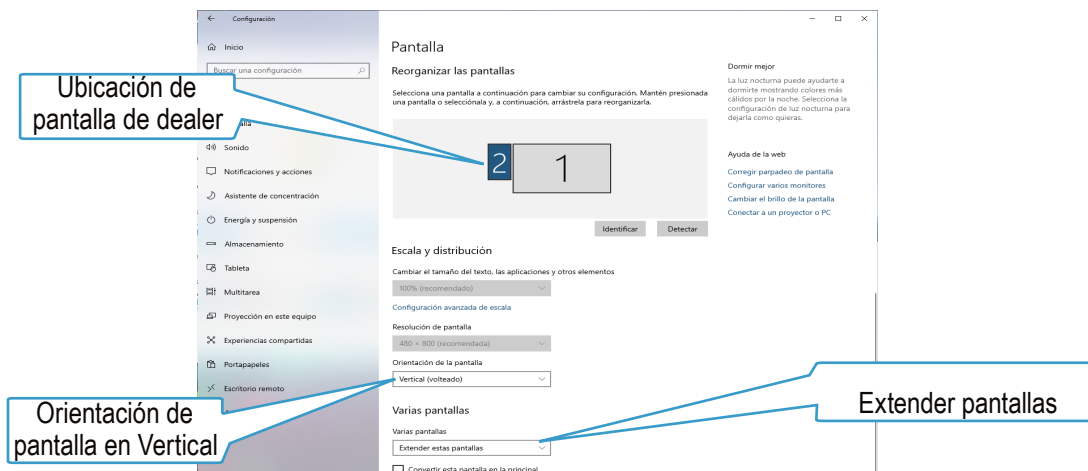 Configuración
Inicio
Buscar una configuración
Sonido
Notificaciones y acciones
Asistente de concentración
Energía y suspensión
Almacenamiento
Tableta
Multitarea
Proyección en este equipo
Experiencias compartidas
Portapapeles
Escritorio remoto
Ubicación de
pantalla de dealer
Orientación de
pantalla en Vertical
Pantalla
Reorganizar las pantallas
Selecciona una pantalla a continuación para cambiar su configuración. Mantén presionada
una pantalla o selecciónala y, a continuación, arrástrela para reorganizarla.
2
1
Identificar
Detectar
Escala y distribución
Cambiar el tamaño del texto, las aplicaciones y otros elementos
100% (recomendado)
Configuración avanzada de escala
Resolución de pantalla
480 × 800 (recomendada)
Orientación de la pantalla
Vertical (volteado)
Varias pantallas
Varias pantallas
Extender estas pantallas
Convertir esta pantalla en la principal
Dormir mejor
La luz nocturna puede ayudarte a
dormirte mostrando colores más
cálidos por la noche. Selecciona la
configuración de luz nocturna para
dejarla como quieras.
Ayuda de la web
Corregir parpadeo de pantalla
Configurar varios monitores
Cambiar el brillo de la pantalla
Conectar a un proyector o PC
Extender pantallas